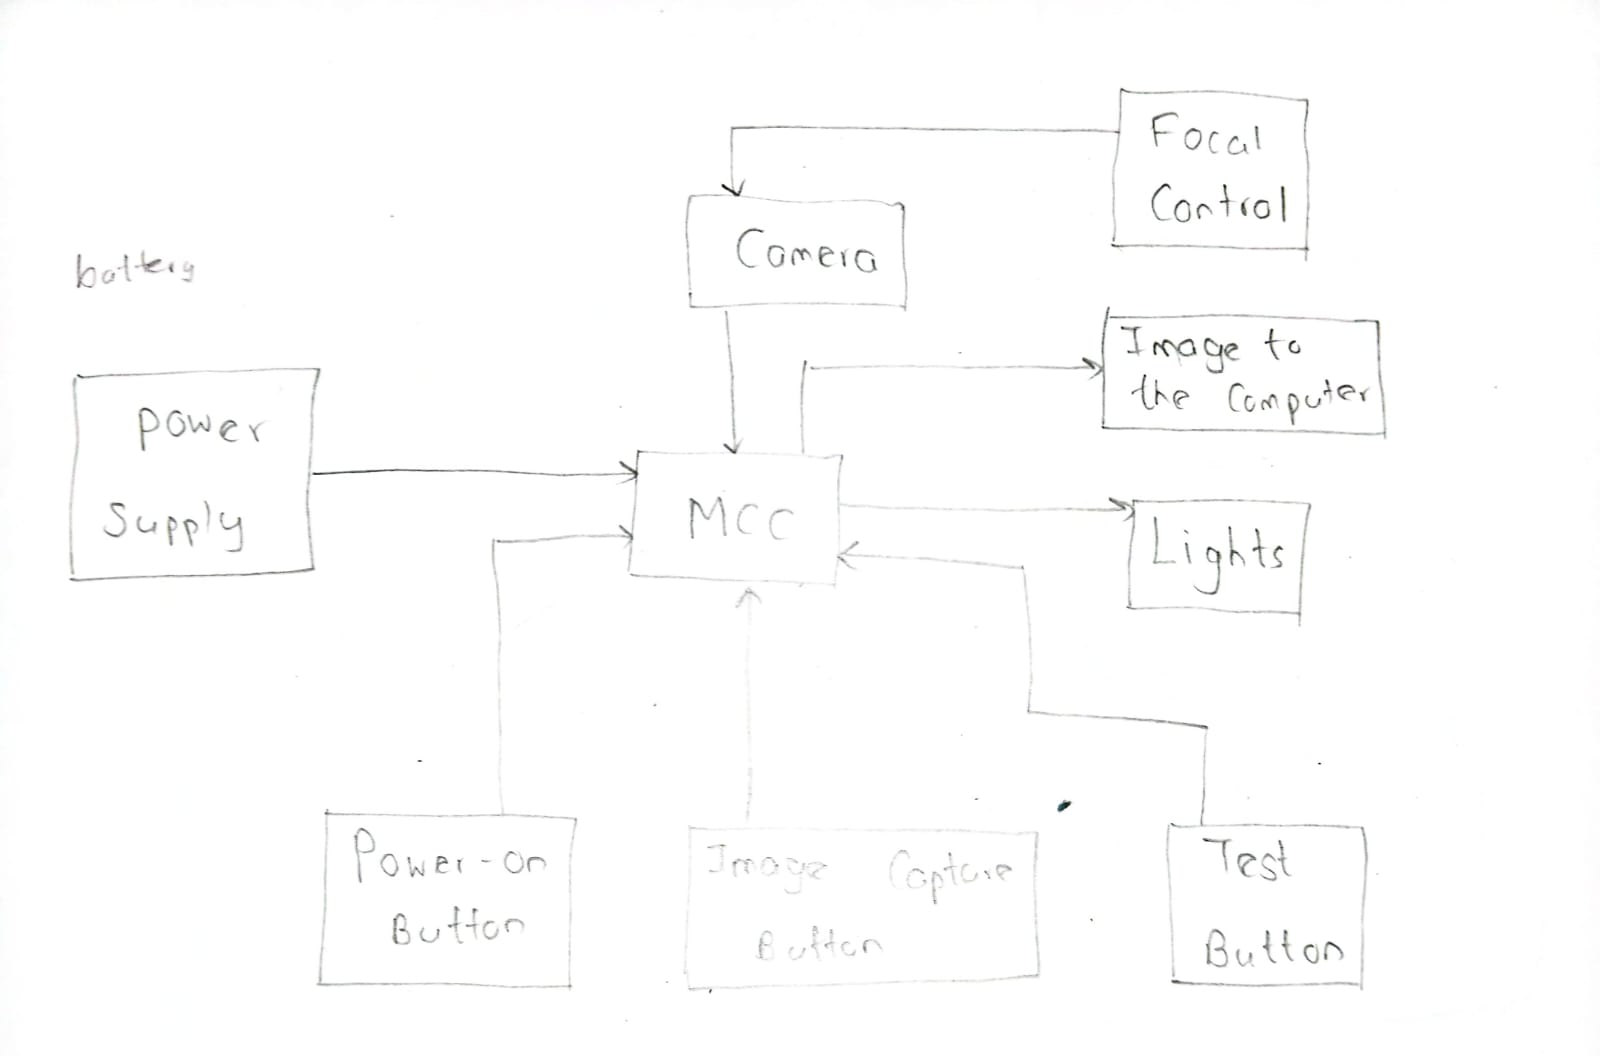 Focal
Control
Camera
battery
Image to
the Computer
Power
Supply
MCC
Lights
Power-on
Button
Image Capture
Button
Test
Button